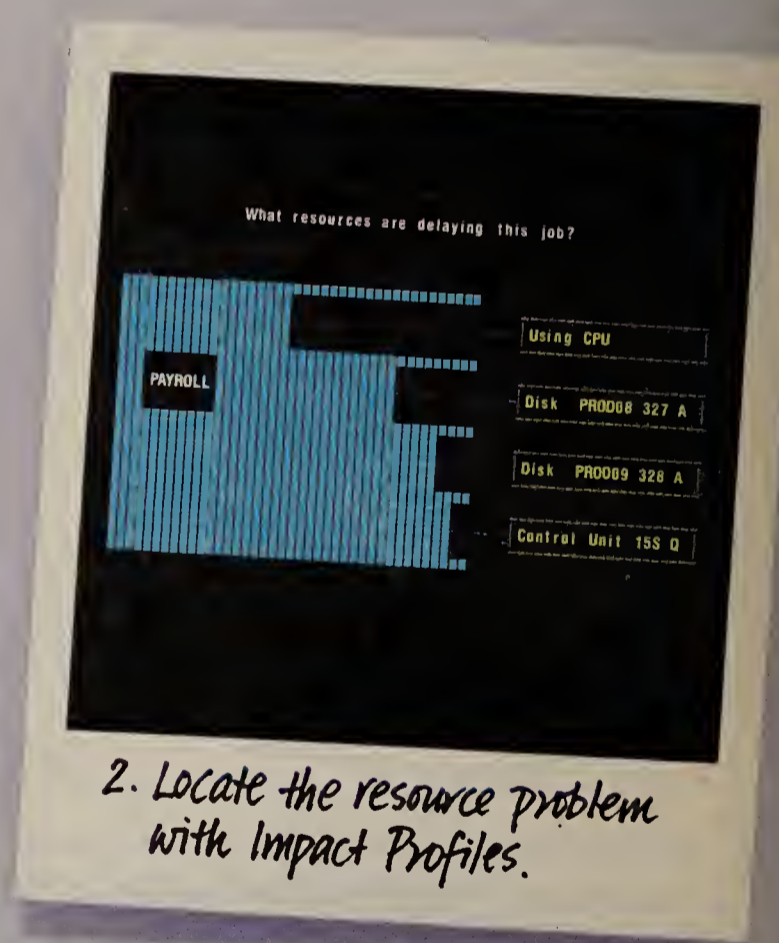 What resources are delaying this job?
Using CPU
PAYROLL
Disk PROD08 327 A
Disk PROD09 328 A
Control Unit 15S Q
2. Locate the resource problem
with Impact Profiles.